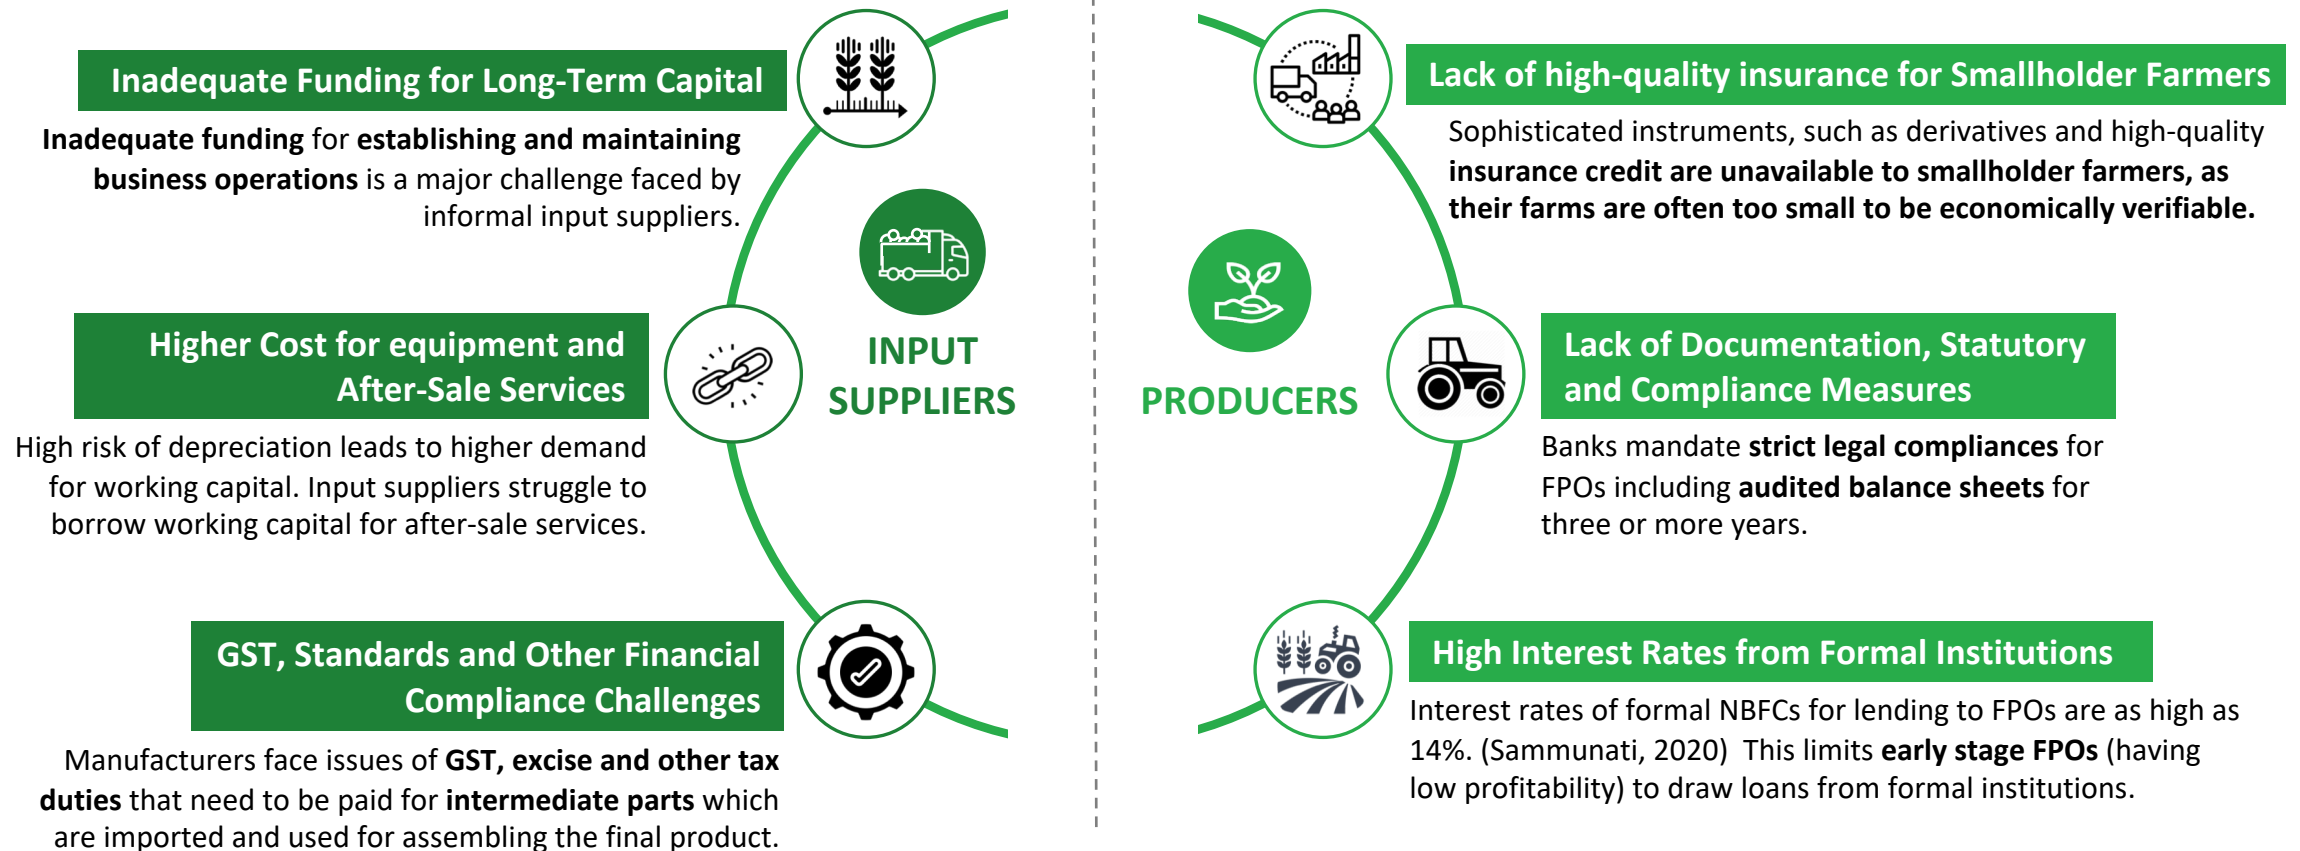 Inadequate Funding for Long-Term Capital
Inadequate funding for establishing and maintaining
business operations is a major challenge faced by
informal input suppliers.
Higher Cost for equipment and
After-Sale Services
High risk of depreciation leads to higher demand
for working capital. Input suppliers struggle to
borrow working capital for after-sale services.
GST, Standards and Other Financial
Compliance Challenges
Manufacturers face issues of GST, excise and other tax
duties that need to be paid for intermediate parts which
are imported and used for assembling the final product.
INPUT
SUPPLIERS
PRODUCERS
Lack of high-quality insurance for Smallholder Farmers
Sophisticated instruments, such as derivatives and high-quality
insurance credit are unavailable to smallholder farmers, as
their farms are often too small to be economically verifiable.
Lack of Documentation, Statutory
and Compliance Measures
Banks mandate strict legal compliances for
FPOs including audited balance sheets for
three or more years.
High Interest Rates from Formal Institutions
Interest rates of formal NBFCs for lending to FPOs are as high as
14%. (Sammunati, 2020) This limits early stage FPOs (having
low profitability) to draw loans from formal institutions.